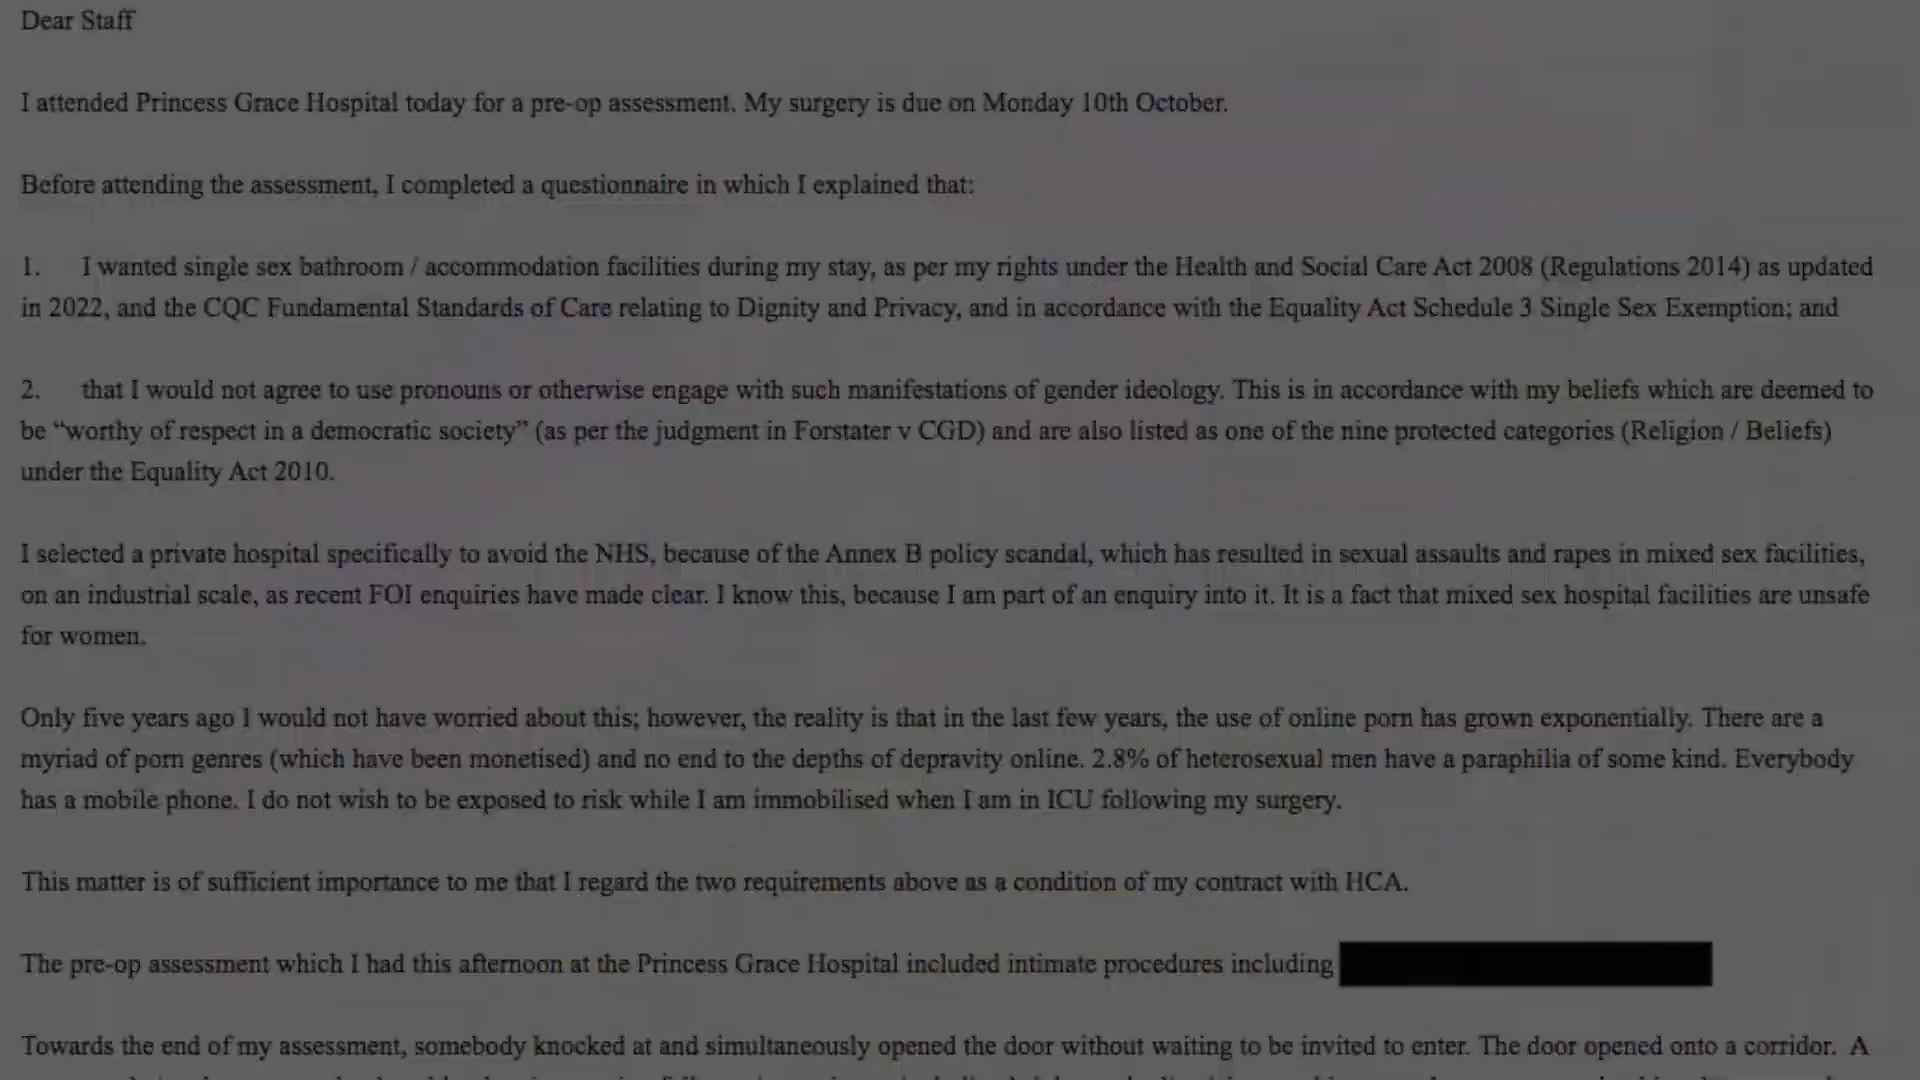 Dear Staff
I attended Princess Grace Hospital today for a pre-op assessment. My surgery is due on Monday 10th October.
Before attending the assessment, I completed a questionnaire in which I explained that:
1. I wanted single sex bathroom / accommodation facilities during my stay, as per my rights under the Health and Social Care Act 2008 (Regulations 2014) as updated
in 2022, and the CQC Fundamental Standards of Care relating to Dignity and Privacy, and in accordance with the Equality Act Schedule 3 Single Sex Exemption; and
2. that I would not agree to use pronouns or otherwise engage with such manifestations of gender ideology. This is in accordance with my beliefs which are deemed to
be “worthy of respect in a democratic society” (as per the judgment in Forstater v CGD) and are also listed as one of the nine protected categories (Religion / Beliefs)
under the Equality Act 2010.
I selected a private hospital specifically to avoid the NHS, because of the Annex B policy scandal, which has resulted in sexual assaults and rapes in mixed sex facilities,
on an industrial scale, as recent FOI enquiries have made clear. I know this, because I am part of an enquiry into it. It is a fact that mixed sex hospital facilities are unsafe
for women.
Only five years ago I would not have worried about this; however, the reality is that in the last few years, the use of online porn has grown exponentially. There are a
myriad of porn genres (which have been monetised) and no end to the depths of depravity online. 2.8% of heterosexual men have a paraphilia of some kind. Everybody
has a mobile phone. I do not wish to be exposed to risk while I am immobilised when I am in ICU following my surgery.
This matter is of sufficient importance to me that I regard the two requirements above as a condition of my contract with HCA.
The pre-op assessment which I had this afternoon at the Princess Grace Hospital included intimate procedures including
Towards the end of my assessment, somebody knocked at and simultaneously opened the door without waiting to be invited to enter. The door opened onto a corridor. A